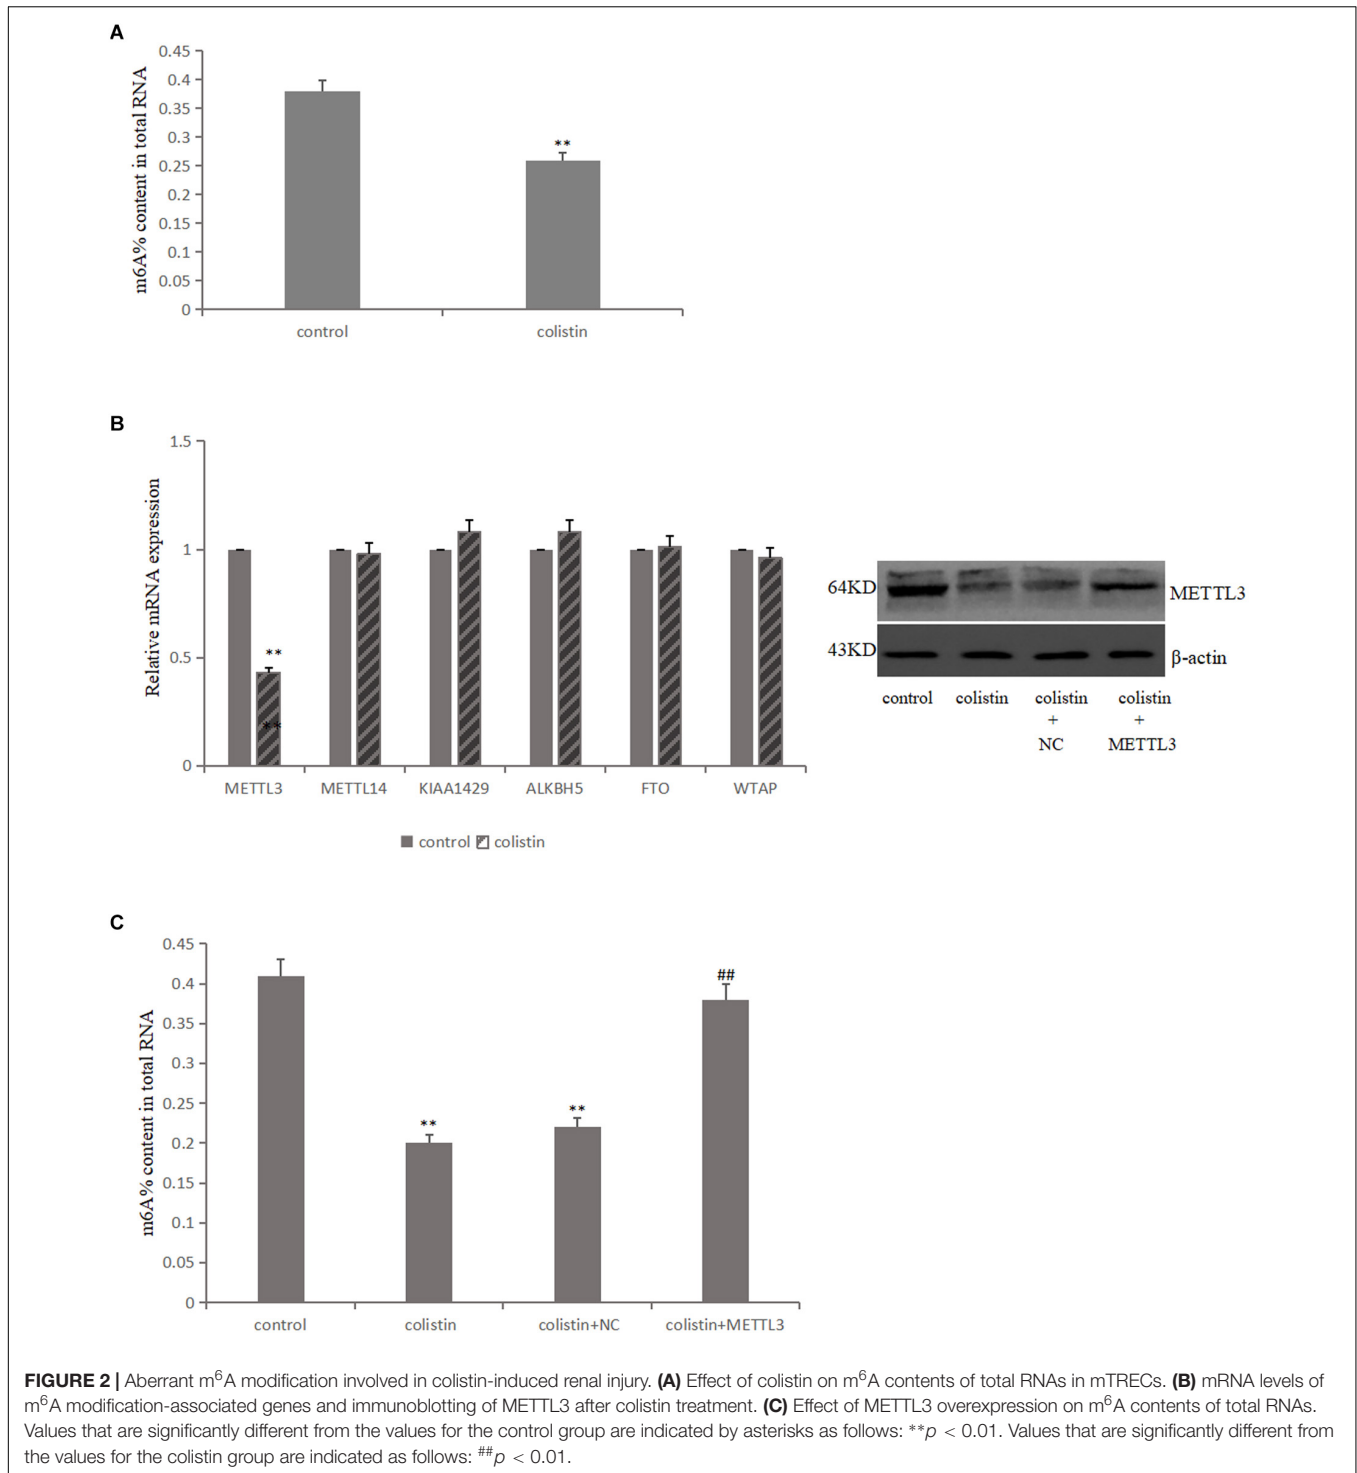 A
m6A% content in total RNA
0.45
0.4
0.35
0.3
0.25
0.2
0.15
0.1
0.05
0
**
control colistin
B
Relative mRNA expression
1.5
1
0.5
0
**
**
METTL3 METTL14 KIAA1429 ALKBH5 FTO WTAP
control colistin
64KD METTL3
43KD β-actin
control colistin colistin colistin
+ +
NC METTL3
C
m6A% content in total RNA
0.45
0.4
0.35
0.3
0.25
0.2
0.15
0.1
0.05
0
**
**
##
control colistin colistin+NC colistin+METTL3
FIGURE 2 | Aberrant m⁶A modification involved in colistin-induced renal injury. (A) Effect of colistin on m⁶A contents of total RNAs in mTRECs. (B) mRNA levels of
m⁶A modification-associated genes and immunoblotting of METTL3 after colistin treatment. (C) Effect of METTL3 overexpression on m⁶A contents of total RNAs.
Values that are significantly different from the values for the control group are indicated by asterisks as follows: **p < 0.01. Values that are significantly different from
the values for the colistin group are indicated as follows: ##p < 0.01.